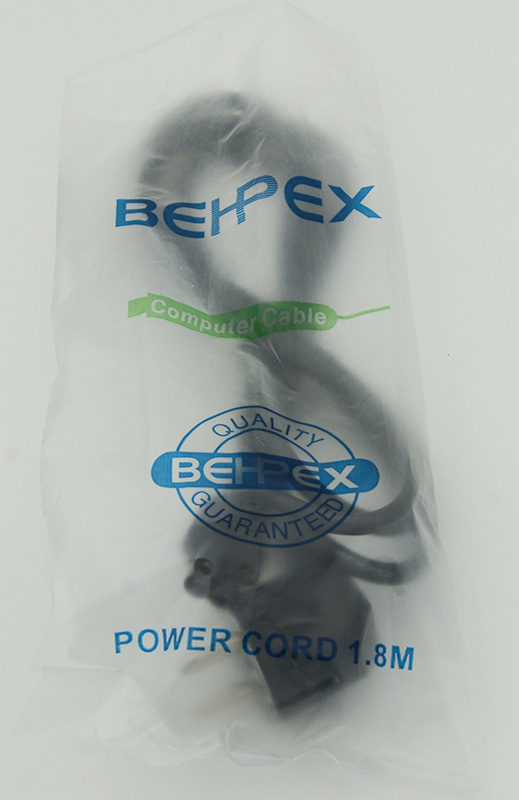 BEHPEX
Computer Cable
QUALITY
BEHPEX
GUARANTEED
POWER CORD 1.8M